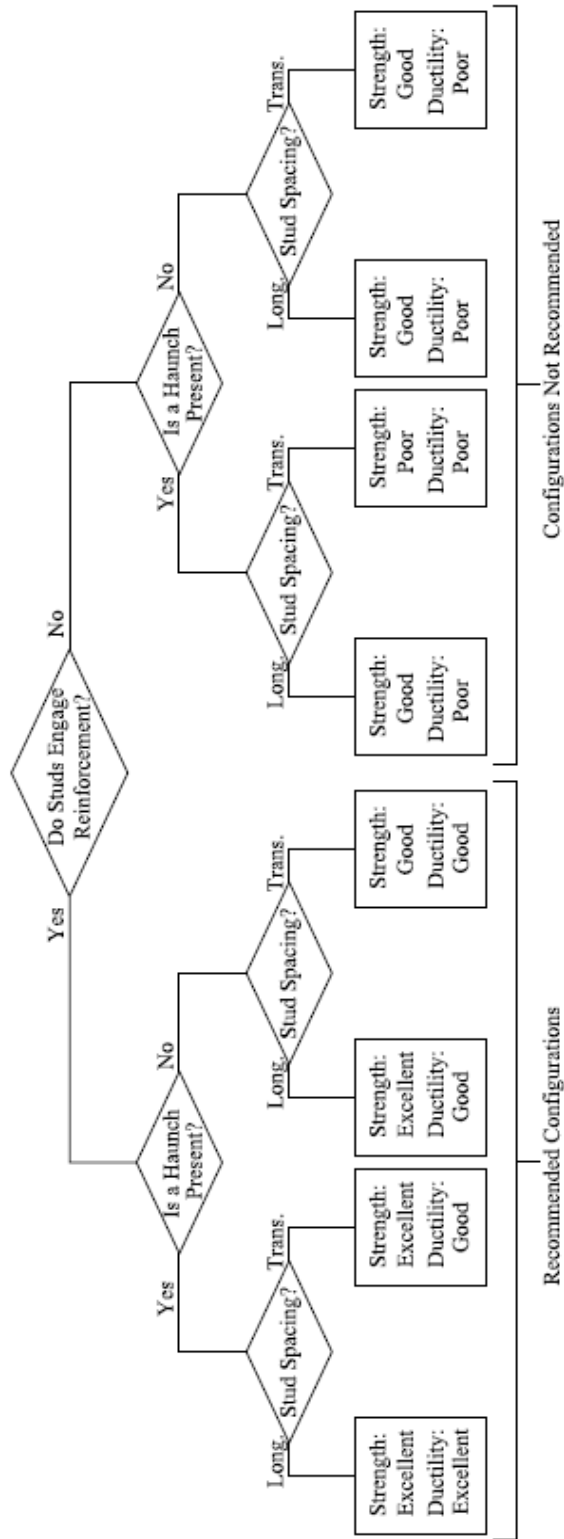 Do Studs Engage
Reinforcement?
Yes
No
Is a Haunch
Present?
Yes
No
Is a Haunch
Present?
Yes
No
Stud Spacing?
Long.
Trans.
Stud Spacing?
Long.
Trans.
Stud Spacing?
Long.
Trans.
Stud Spacing?
Long.
Trans.
Strength:
Excellent
Ductility:
Excellent
Strength:
Excellent
Ductility:
Good
Strength:
Excellent
Ductility:
Good
Strength:
Good
Ductility:
Good
Strength:
Good
Ductility:
Poor
Strength:
Poor
Ductility:
Poor
Strength:
Good
Ductility:
Poor
Strength:
Good
Ductility:
Poor
Recommended Configurations
Configurations Not Recommended